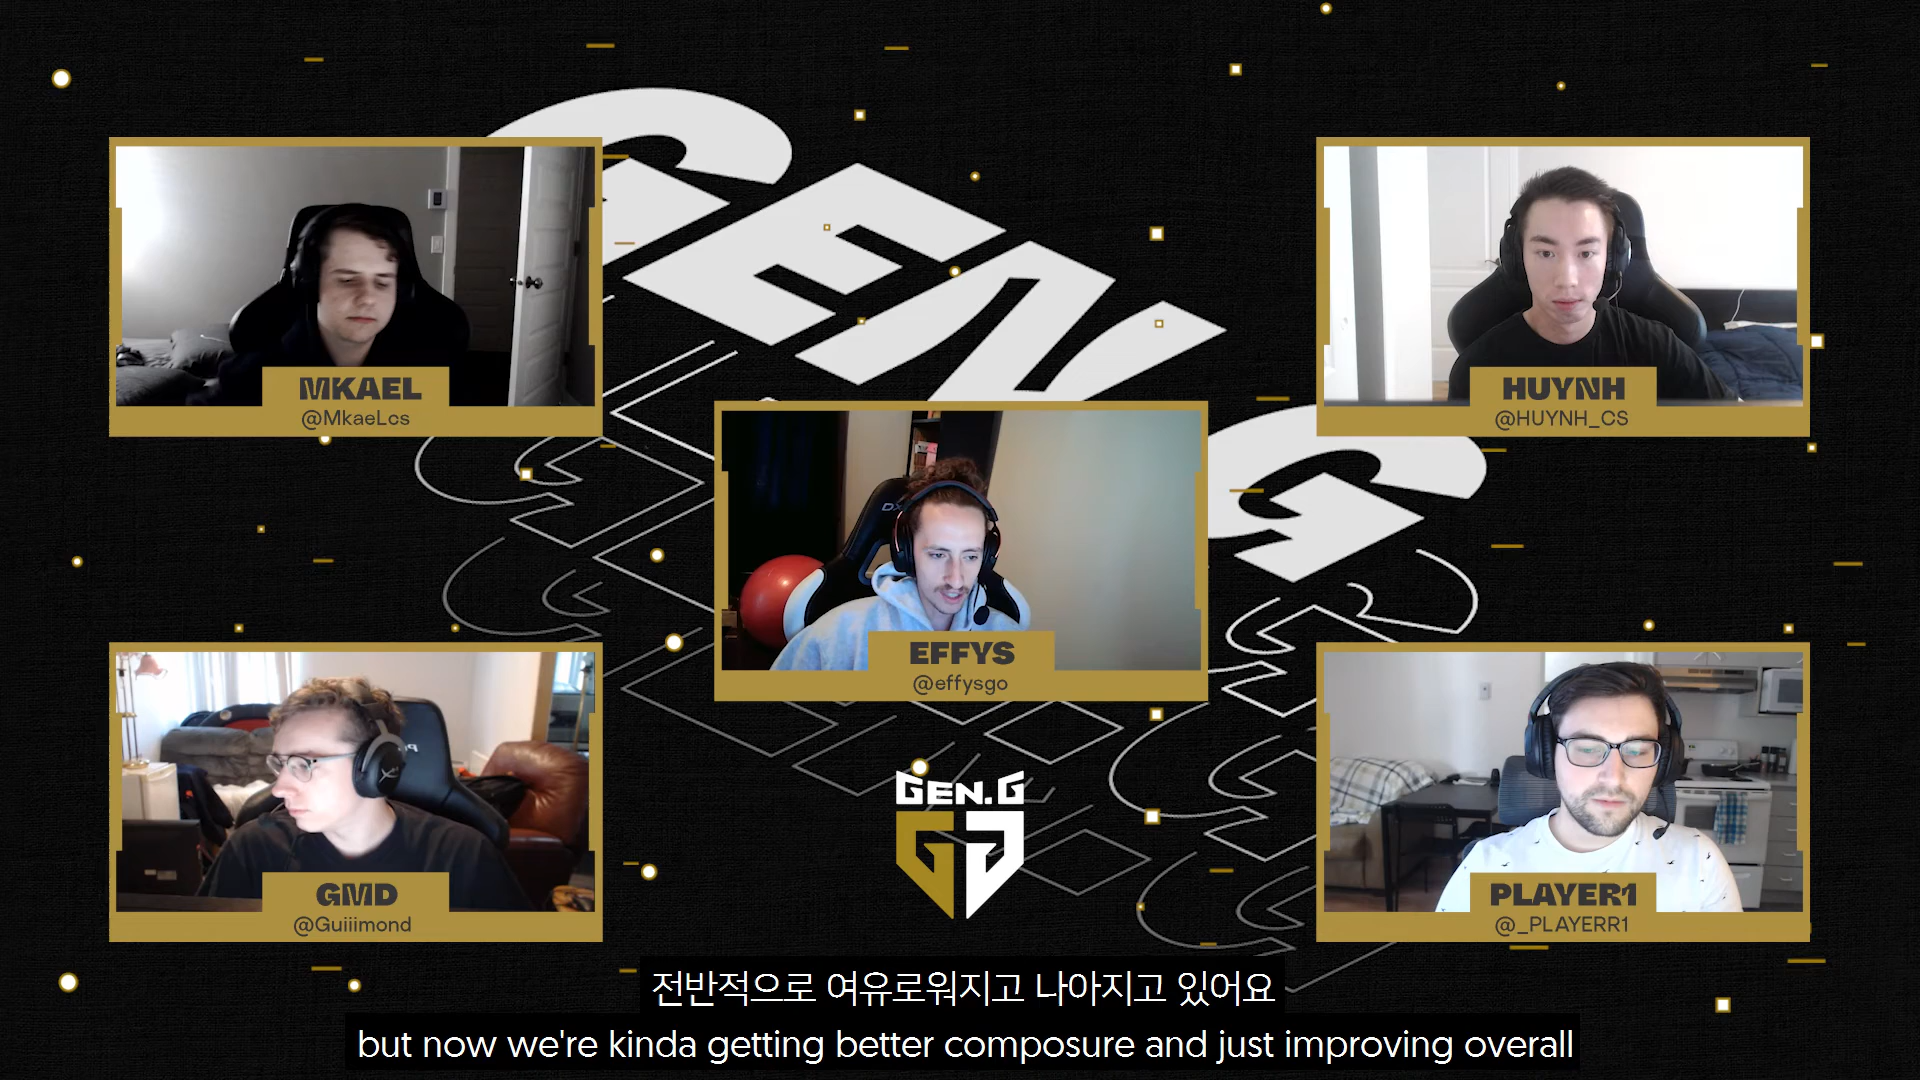 GEN.G
MKAEL
@MkaeLcs
HUYNH
@HUYNH_CS
EFFYS
@effysgo
GMD
@Guiiimond
PLAYER1
@_PLAYERR1
GEN.G
전반적으로 여유로워지고 나아지고 있어요
but now we're kinda getting better composure and just improving overall